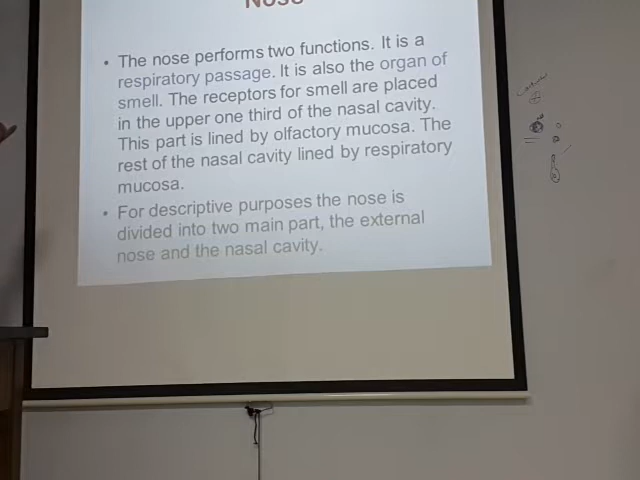 Nose
• The nose performs two functions. It is a
respiratory passage. It is also the organ of
smell. The receptors for smell are placed
in the upper one third of the nasal cavity.
This part is lined by olfactory mucosa. The
rest of the nasal cavity lined by respiratory
mucosa.
• For descriptive purposes the nose is
divided into two main part, the external
nose and the nasal cavity.